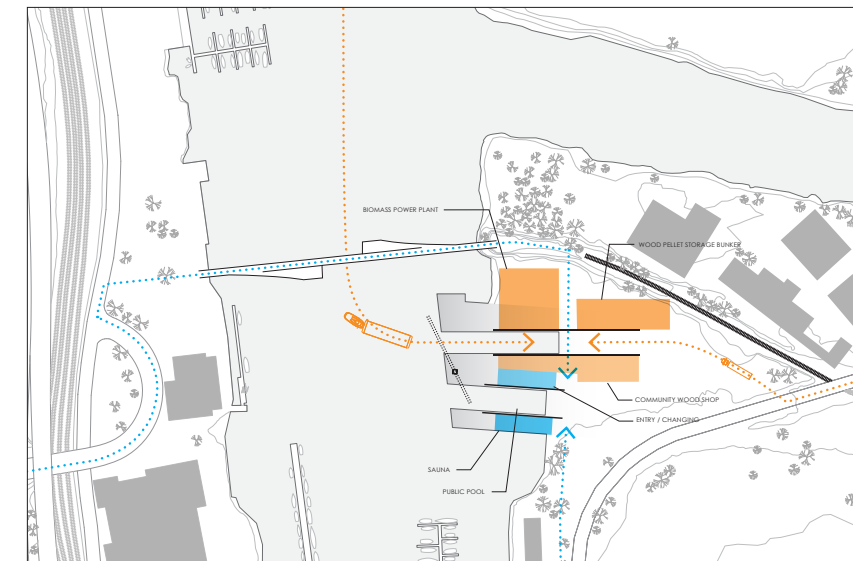 BIOMASS POWER PLANT
WOOD PELLET STORAGE BUNKER
COMMUNITY WOOD SHOP
ENTRY / CHANGING
SAUNA
PUBLIC POOL